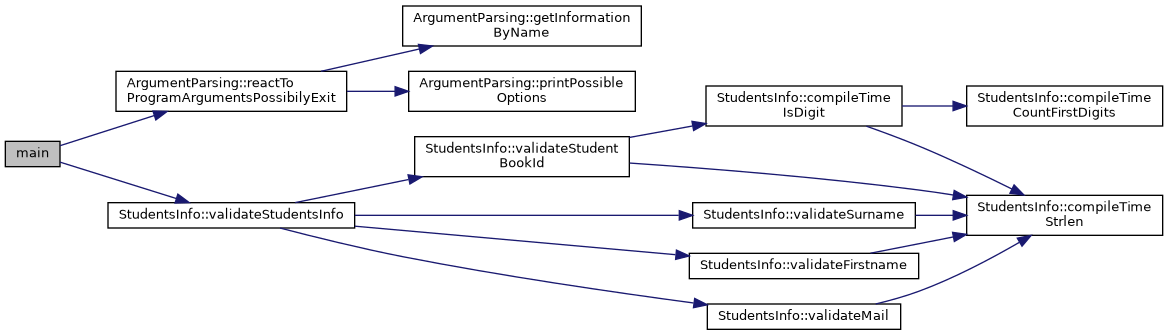 main
ArgumentParsing::reactTo
ProgramArgumentsPossibilyExit
ArgumentParsing::getInformation
ByName
ArgumentParsing::printPossible
Options
StudentsInfo::validateStudentsInfo
StudentsInfo::validateStudent
BookId
StudentsInfo::compileTime
IsDigit
StudentsInfo::compileTime
CountFirstDigits
StudentsInfo::compileTime
Strlen
StudentsInfo::validateSurname
StudentsInfo::validateFirstname
StudentsInfo::validateMail